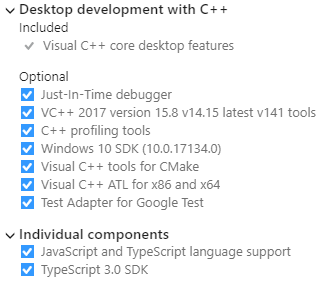 Desktop development with C++
Included
Visual C++ core desktop features
Optional
Just-In-Time debugger
VC++ 2017 version 15.8 v14.15 latest v141 tools
C++ profiling tools
Windows 10 SDK (10.0.17134.0)
Visual C++ tools for CMake
Visual C++ ATL for x86 and x64
Test Adapter for Google Test
Individual components
JavaScript and TypeScript language support
TypeScript 3.0 SDK